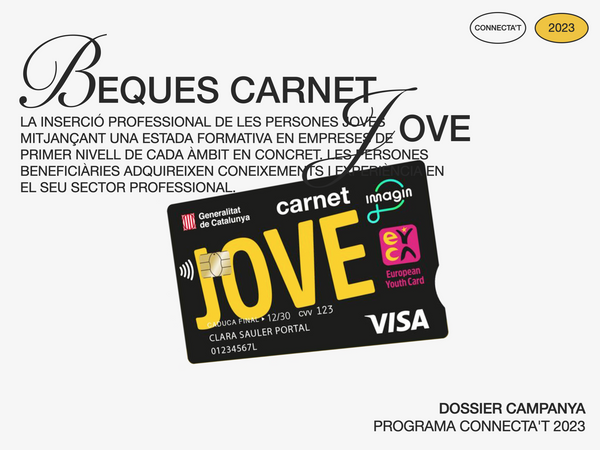 CONNECTA'T
2023
BEQUES CARNET
JOVE
LA INSERCIÓ PROFESSIONAL DE LES PERSONES JOVES
MITJANÇANT UNA ESTADA FORMATIVA EN EMPRESES DE
PRIMER NIVELL DE CADA ÀMBIT EN CONCRET. LES PERSONES
BENEFICIÀRIES ADQUIREIXEN CONEIXEMENTS I EXPERIÈNCIA EN
EL SEU SECTOR PROFESSIONAL.
Generalitat
de Catalunya
carnet
imagin
JOVE
EYCA
European
Youth Card
CADUCA FINAL ▸ 12/30 CVV 123
CLARA SAULER PORTAL
01234567L
VISA
DOSSIER CAMPANYA
PROGRAMA CONNECTA'T 2023